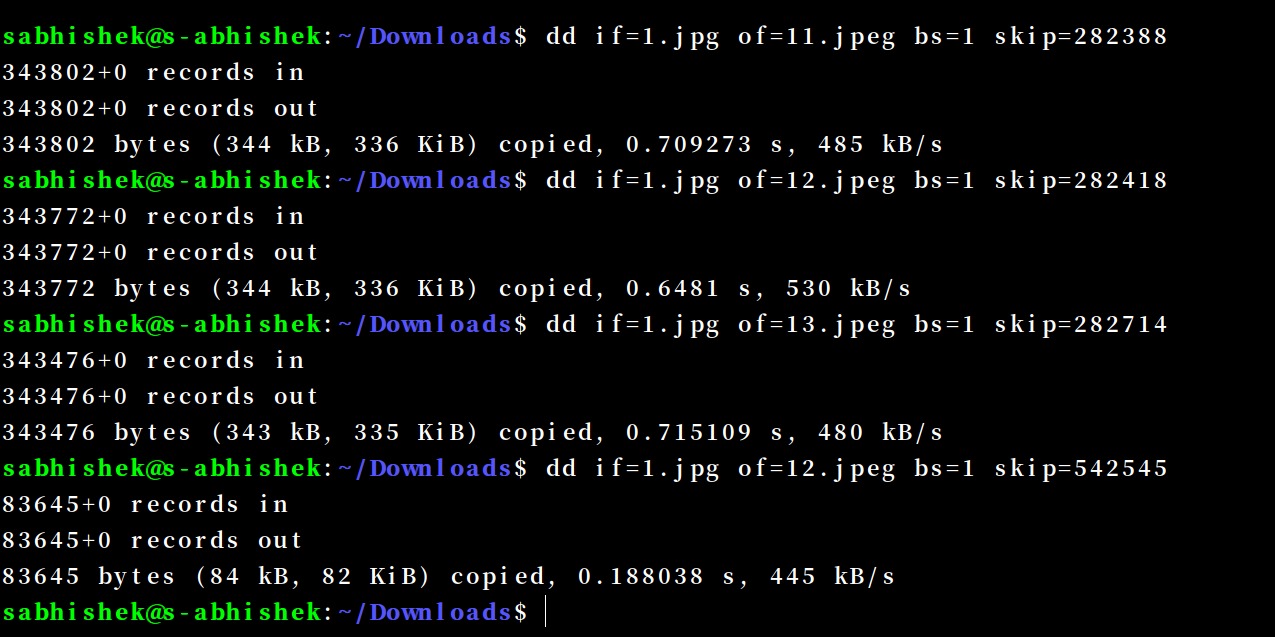 sabhishek@s-abhishek:~/Downloads$ dd if=1.jpg of=11.jpeg bs=1 skip=282388
343802+0 records in
343802+0 records out
343802 bytes (344 kB, 336 KiB) copied, 0.709273 s, 485 kB/s
sabhishek@s-abhishek:~/Downloads$ dd if=1.jpg of=12.jpeg bs=1 skip=282418
343772+0 records in
343772+0 records out
343772 bytes (344 kB, 336 KiB) copied, 0.6481 s, 530 kB/s
sabhishek@s-abhishek:~/Downloads$ dd if=1.jpg of=13.jpeg bs=1 skip=282714
343476+0 records in
343476+0 records out
343476 bytes (343 kB, 335 KiB) copied, 0.715109 s, 480 kB/s
sabhishek@s-abhishek:~/Downloads$ dd if=1.jpg of=12.jpeg bs=1 skip=542545
83645+0 records in
83645+0 records out
83645 bytes (84 kB, 82 KiB) copied, 0.188038 s, 445 kB/s
sabhishek@s-abhishek:~/Downloads$